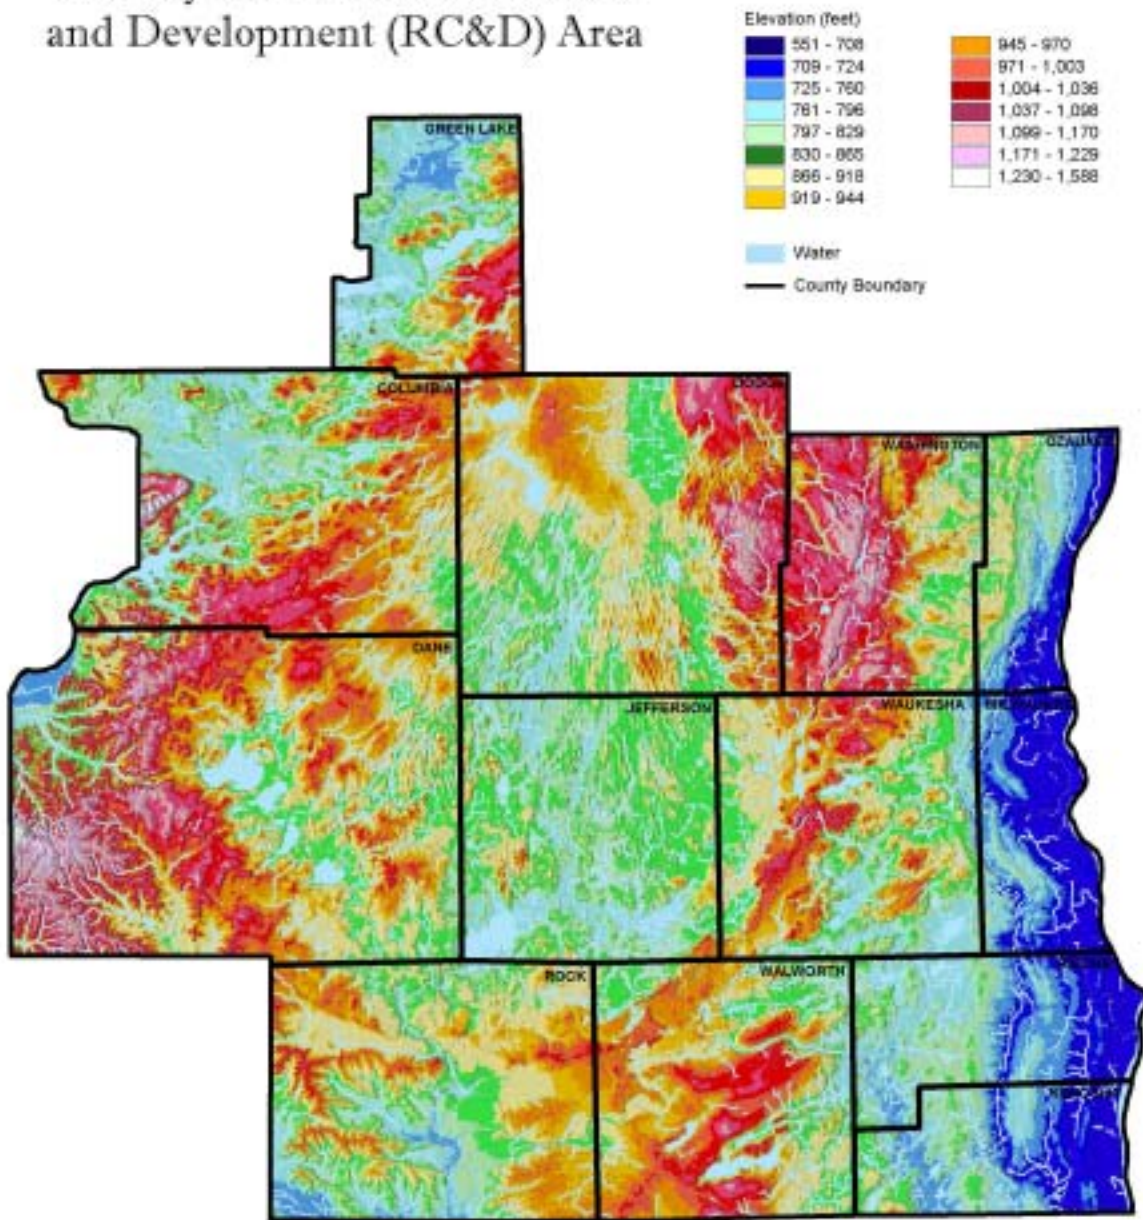 and Development (RC&D) Area
Elevation (feet)
551 - 708
709 - 724
725 - 760
761 - 796
797 - 829
830 - 865
866 - 918
919 - 944
945 - 970
971 - 1,003
1,004 - 1,036
1,037 - 1,098
1,099 - 1,170
1,171 - 1,229
1,230 - 1,588
Water
County Boundary
GREEN LAKE
COLUMBIA
DODGE
WASHINGTON
OZAUKEE
DANE
JEFFERSON
WAUKESHA
MILWAUKEE
ROCK
WALWORTH